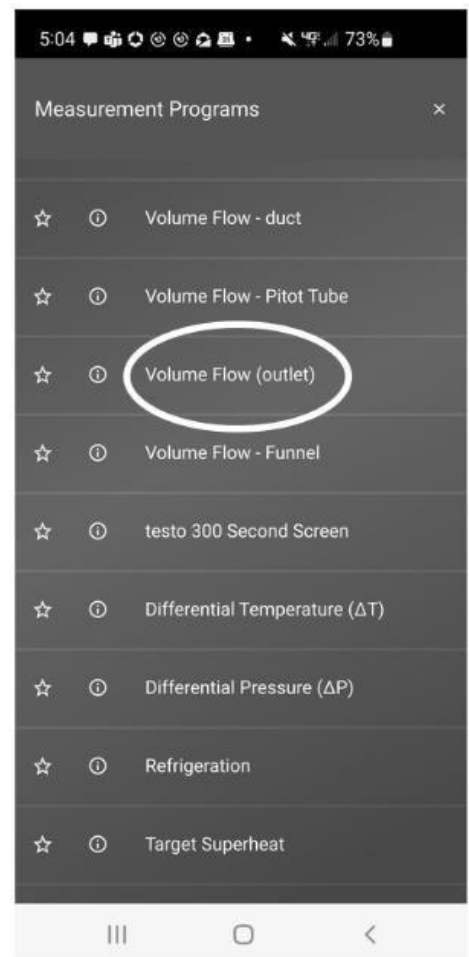 5:04 73%
Measurement Programs ×
Volume Flow - duct
Volume Flow - Pitot Tube
Volume Flow (outlet)
Volume Flow - Funnel
testo 300 Second Screen
Differential Temperature (ΔT)
Differential Pressure (ΔP)
Refrigeration
Target Superheat